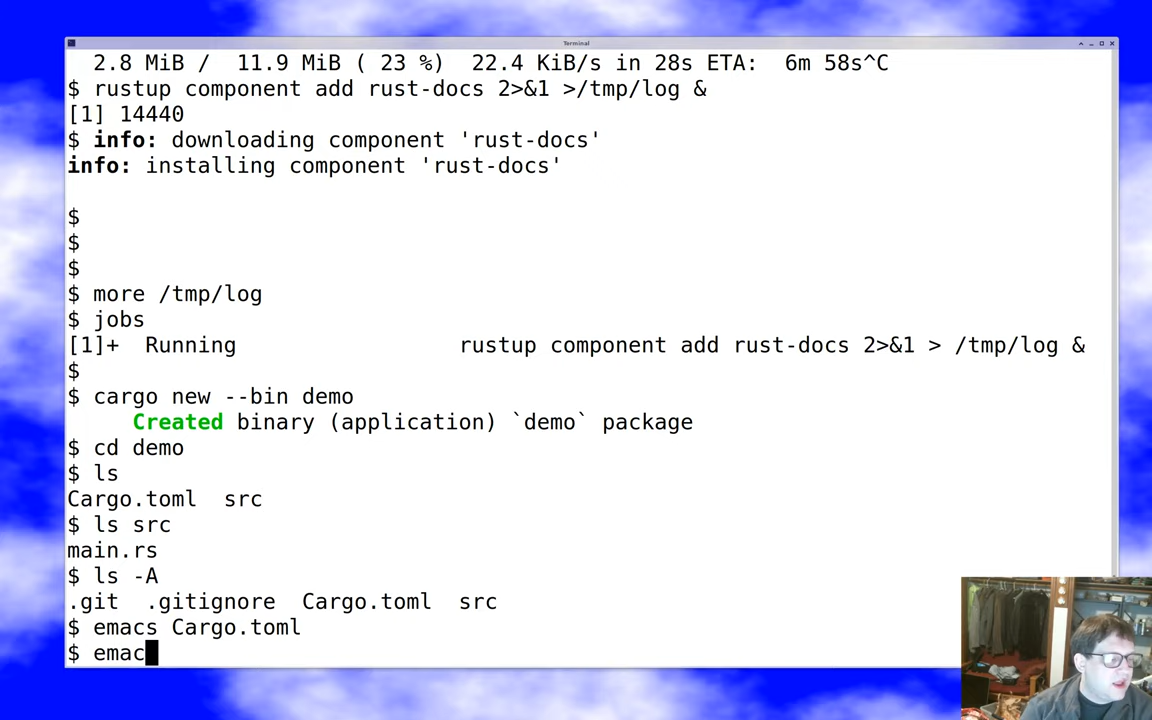 Terminal
2.8 MiB /  11.9 MiB ( 23 %)  22.4 KiB/s in 28s ETA:  6m 58s^C
$ rustup component add rust-docs 2>&1 >/tmp/log &
[1] 14440
$ info: downloading component 'rust-docs'
info: installing component 'rust-docs'
$
$
$
$ more /tmp/log
$ jobs
[1]+  Running                 rustup component add rust-docs 2>&1 > /tmp/log &
$
$ cargo new --bin demo
     Created binary (application) `demo` package
$ cd demo
$ ls
Cargo.toml  src
$ ls src
main.rs
$ ls -A
.git  .gitignore  Cargo.toml  src
$ emacs Cargo.toml
$ emac